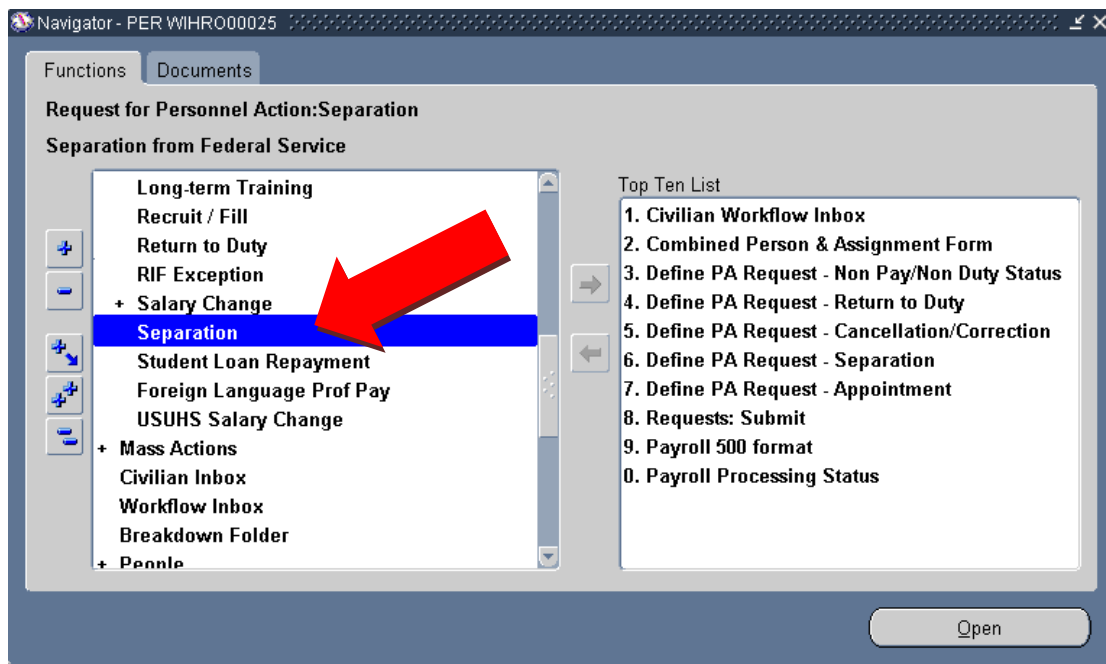 Navigator - PER WIHRO00025
Functions
Documents
Request for Personnel Action:Separation
Separation from Federal Service
Long-term Training
Recruit / Fill
Return to Duty
RIF Exception
+ Salary Change
Separation
Student Loan Repayment
Foreign Language Prof Pay
USUHS Salary Change
+ Mass Actions
Civilian Inbox
Workflow Inbox
Breakdown Folder
+ People
Top Ten List
1. Civilian Workflow Inbox
2. Combined Person & Assignment Form
3. Define PA Request - Non Pay/Non Duty Status
4. Define PA Request - Return to Duty
5. Define PA Request - Cancellation/Correction
6. Define PA Request - Separation
7. Define PA Request - Appointment
8. Requests: Submit
9. Payroll 500 format
0. Payroll Processing Status
Open